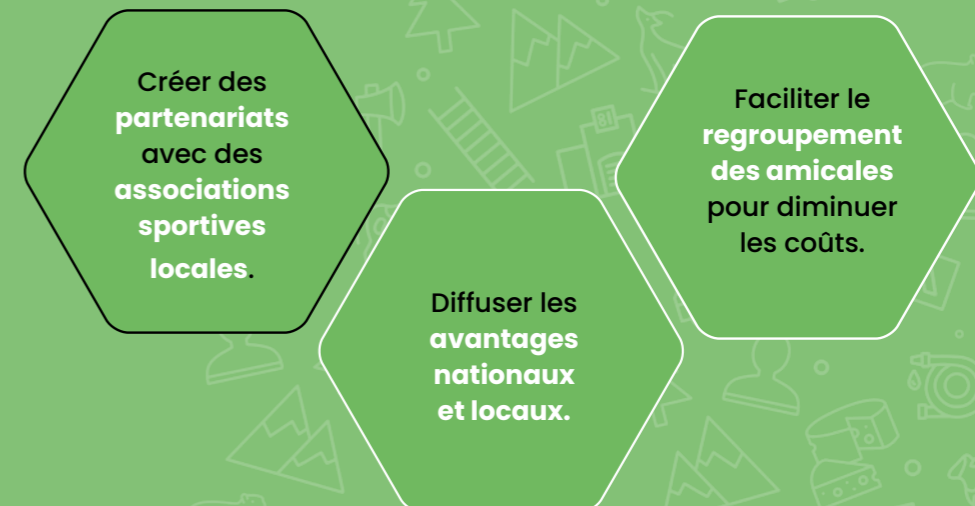 Créer des
partenariats
avec des
associations
sportives
locales.
Diffuser les
avantages
nationaux
et locaux.
Faciliter le
regroupement
des amicales
pour diminuer
les coûts.
81